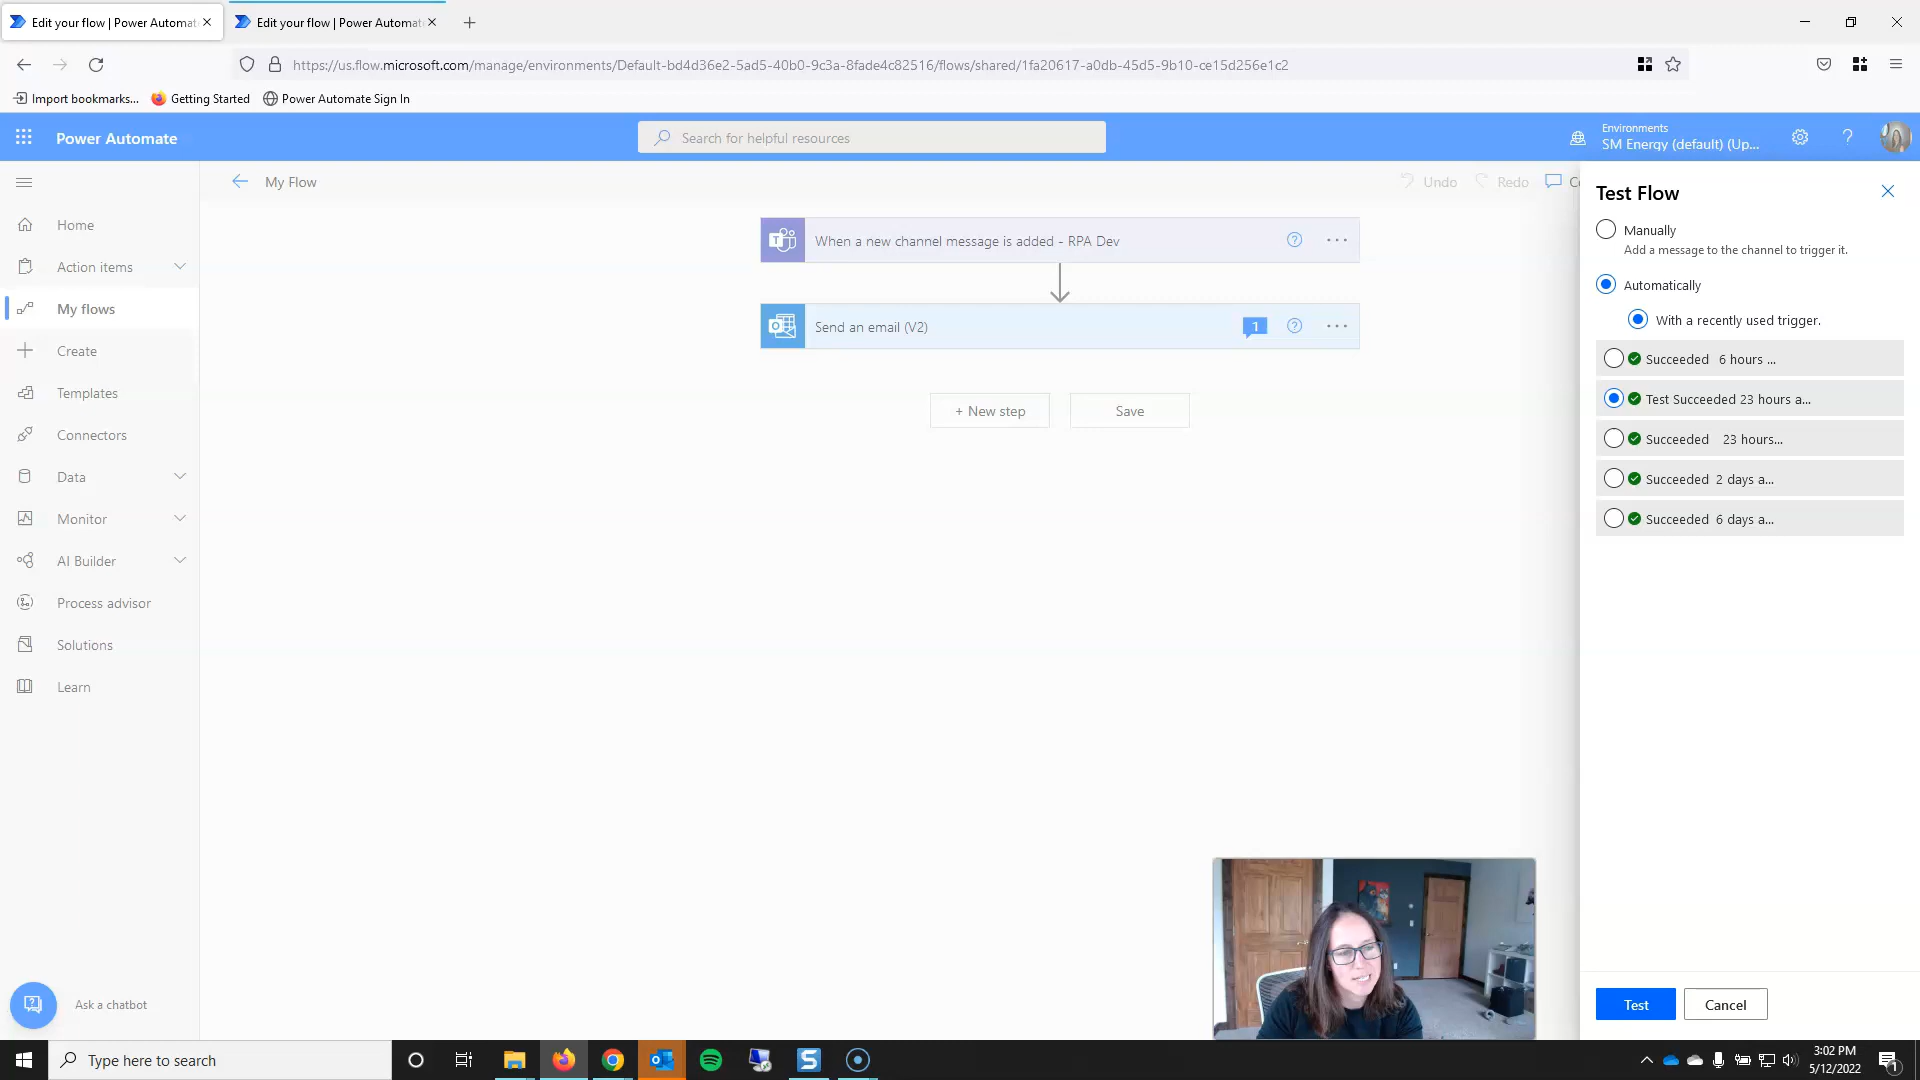 Edit your flow | Power Automat
Edit your flow | Power Automat
https://us.flow.microsoft.com/manage/environments/Default-bd4d36e2-5ad5-40b0-9c3a-8fade4c82516/flows/shared/1fa20617-a0db-45d5-9b10-ce15d256e1c2
Import bookmarks...
Getting Started
Power Automate Sign In
Power Automate
Search for helpful resources
Environments
SM Energy (default) (Up...
My Flow
Undo
Redo
Home
Action items
My flows
Create
Templates
Connectors
Data
Monitor
AI Builder
Process advisor
Solutions
Learn
Ask a chatbot
When a new channel message is added - RPA Dev
Send an email (V2)
1
+ New step
Save
Test Flow
Manually
Add a message to the channel to trigger it.
Automatically
With a recently used trigger.
Succeeded 6 hours ...
Test Succeeded 23 hours a...
Succeeded 23 hours...
Succeeded 2 days a...
Succeeded 6 days a...
Test
Cancel
Type here to search
3:02 PM
5/12/2022
1